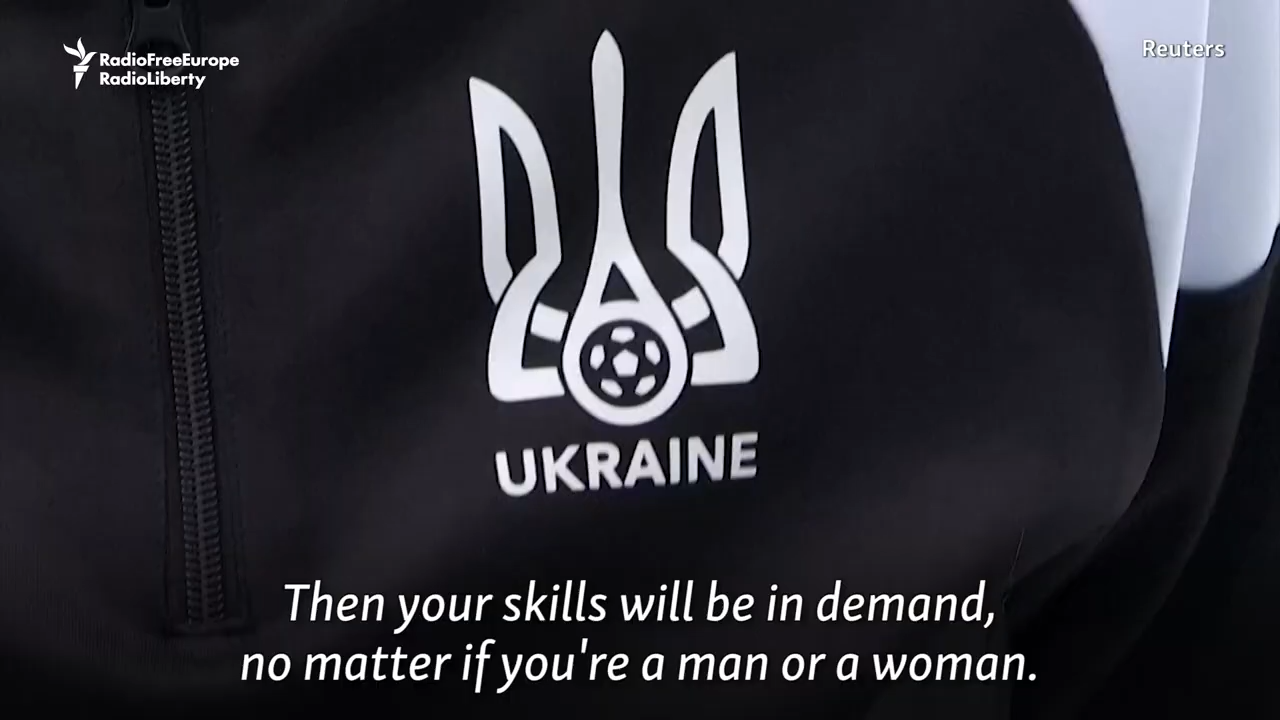 RadioFreeEurope
RadioLiberty
Reuters
UKRAINE
Then your skills will be in demand,
no matter if you're a man or a woman.